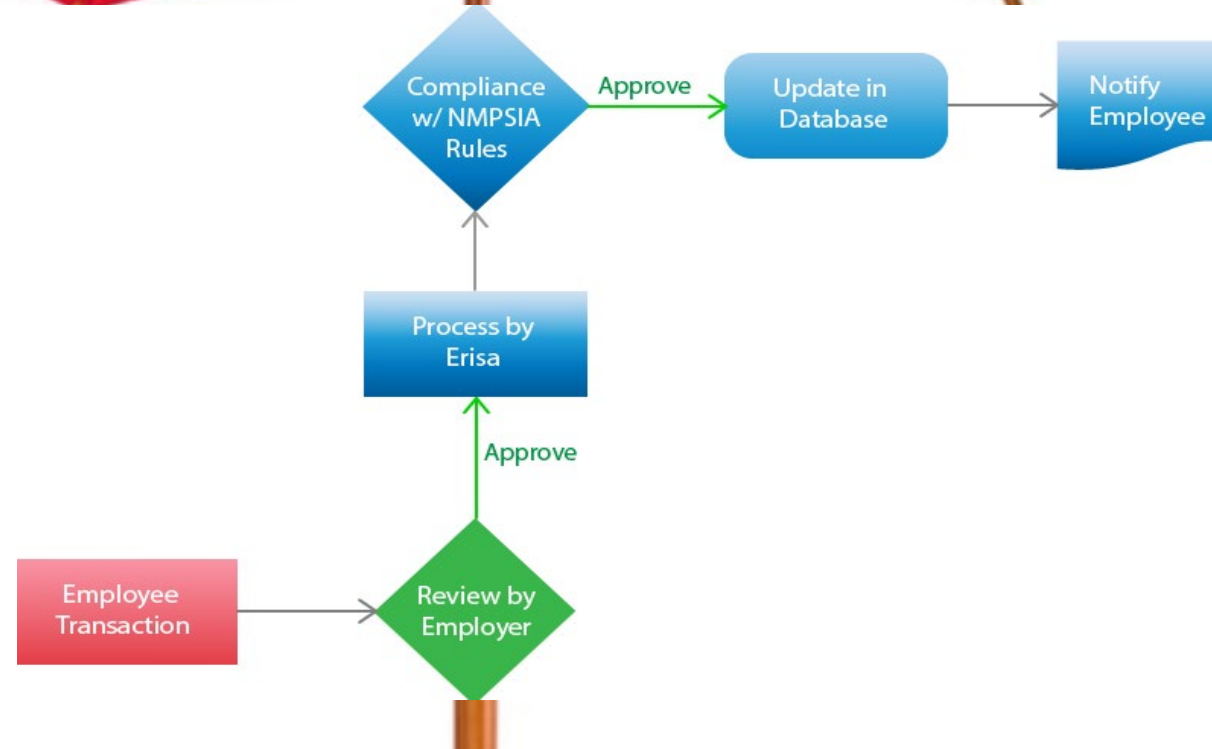 Compliance
w/ NMPSIA
Rules
Approve
Update in
Database
Notify
Employee
Process by
Erisa
Approve
Employee
Transaction
Review by
Employer